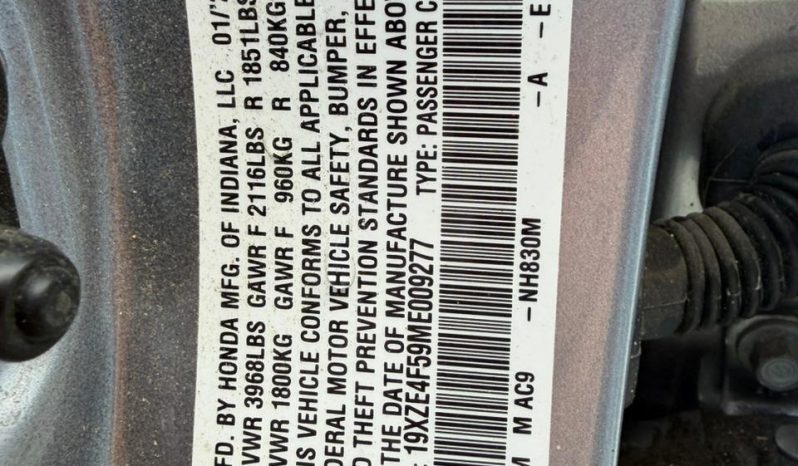 FD. BY HONDA MFG. OF INDIANA, LLC 01/
VWR 3968LBS GAWR F 2116LBS R 1851LBS
VWR 1800KG GAWR F 960KG R 840KG
IS VEHICLE CONFORMS TO ALL APPLICABLE
DERAL MOTOR VEHICLE SAFETY, BUMPER,
D THEFT PREVENTION STANDARDS IN EFFE
THE DATE OF MANUFACTURE SHOWN ABOV
: 19XZE4F59ME009277 TYPE: PASSENGER C
M M AC9 -NH830M -A -E